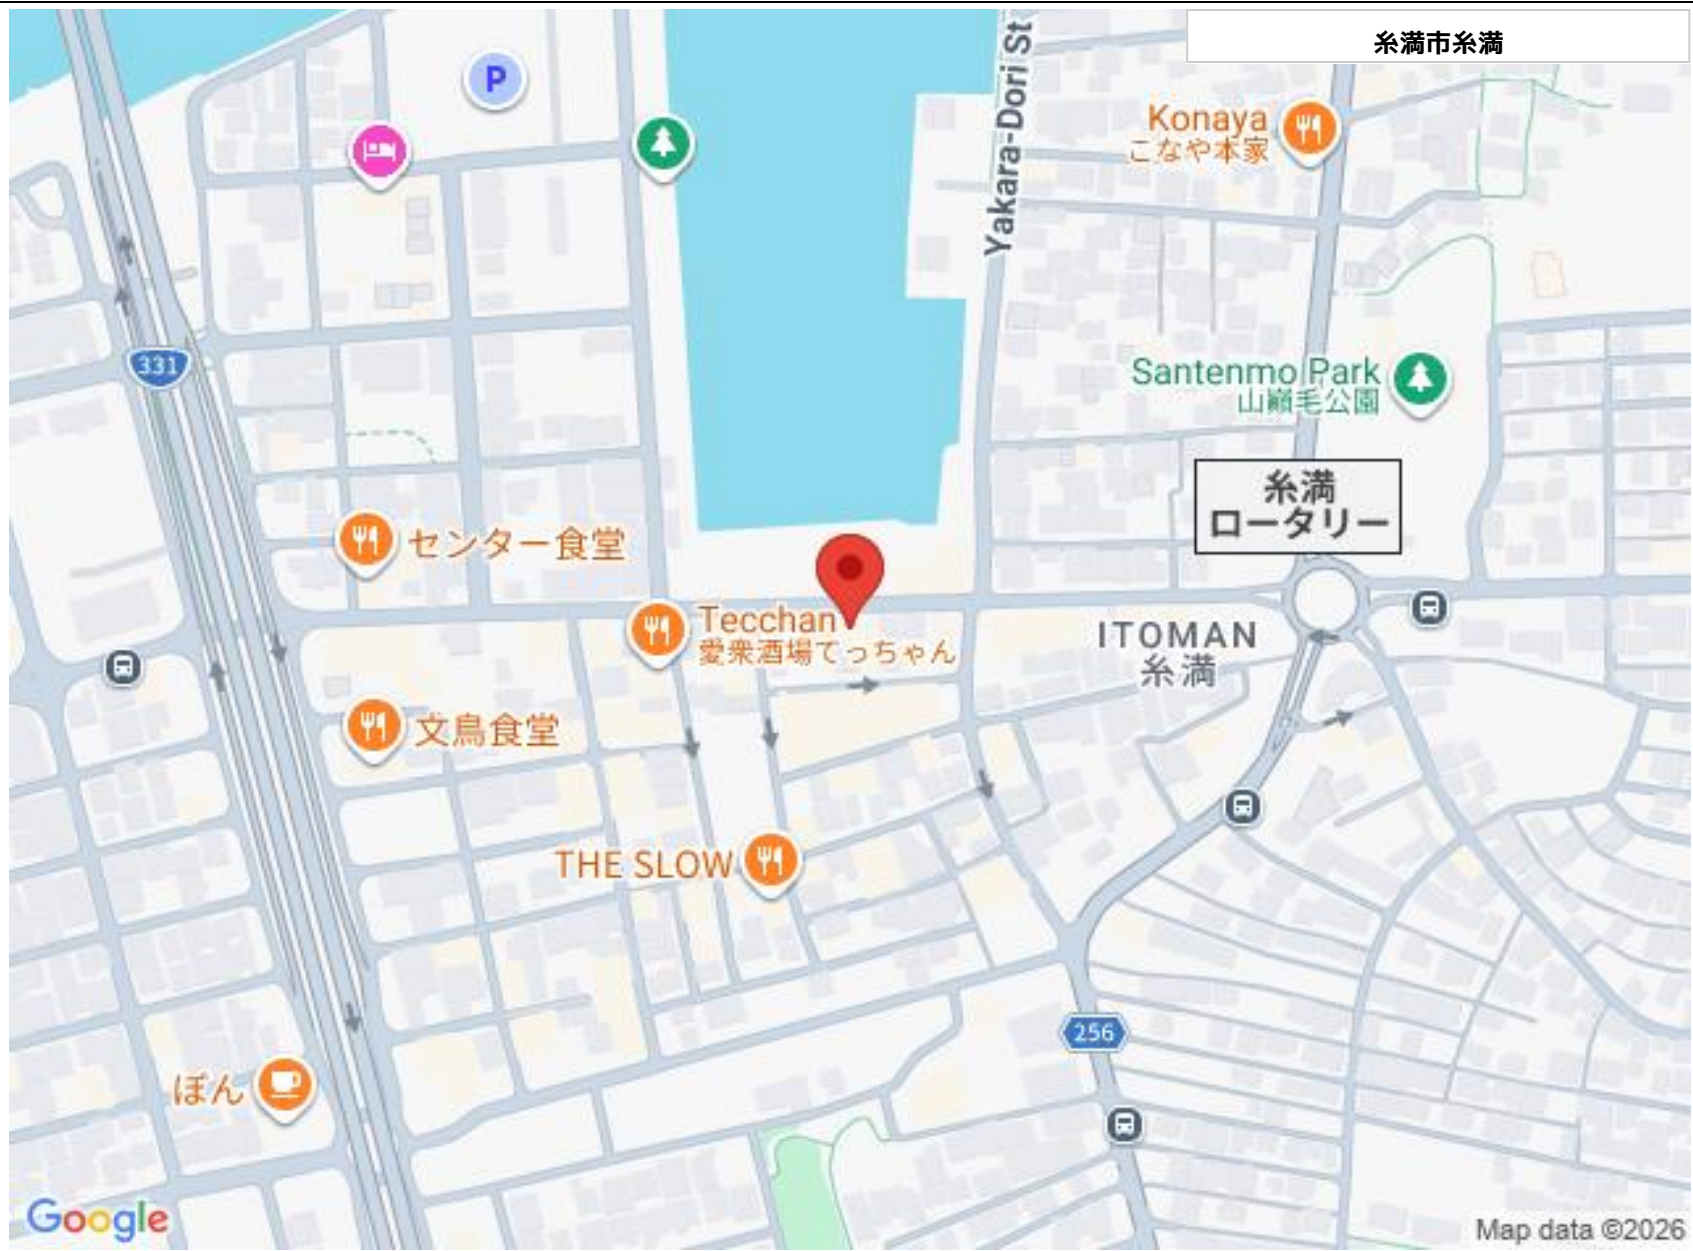 糸満市糸満
P
Yakara-Dori St
Konaya
こなや本家
331
Santenmo Park
山巓毛公園
糸満
ロータリー
センター食堂
Tecchan
愛衆酒場てっちゃん
ITOMAN
糸満
文鳥食堂
THE SLOW
256
ぽん
Google
Map data ©2026